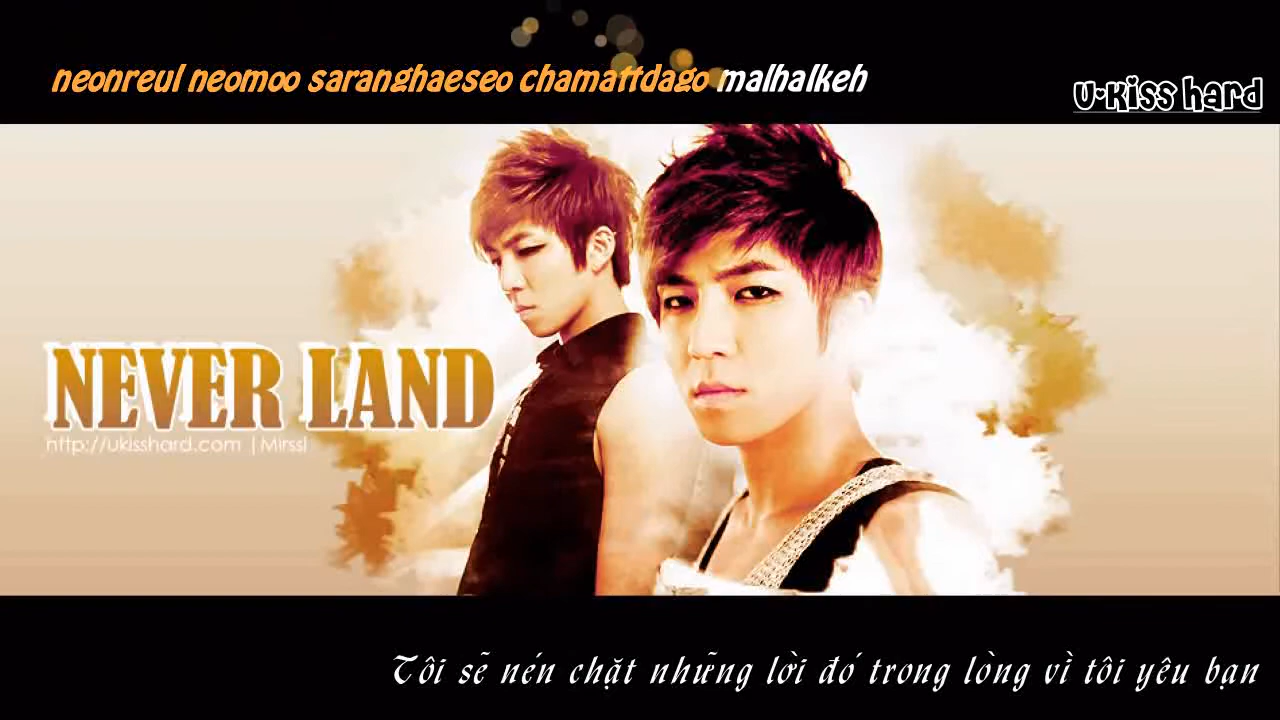 neonreul neomoo saranghaeseo chamattdago malhalkeh
U•Kiss hard
NEVER LAND
http://ukisshard.com | Mirssl
Tôi sẽ nén chặt những lời đó trong lòng vì tôi yêu bạn